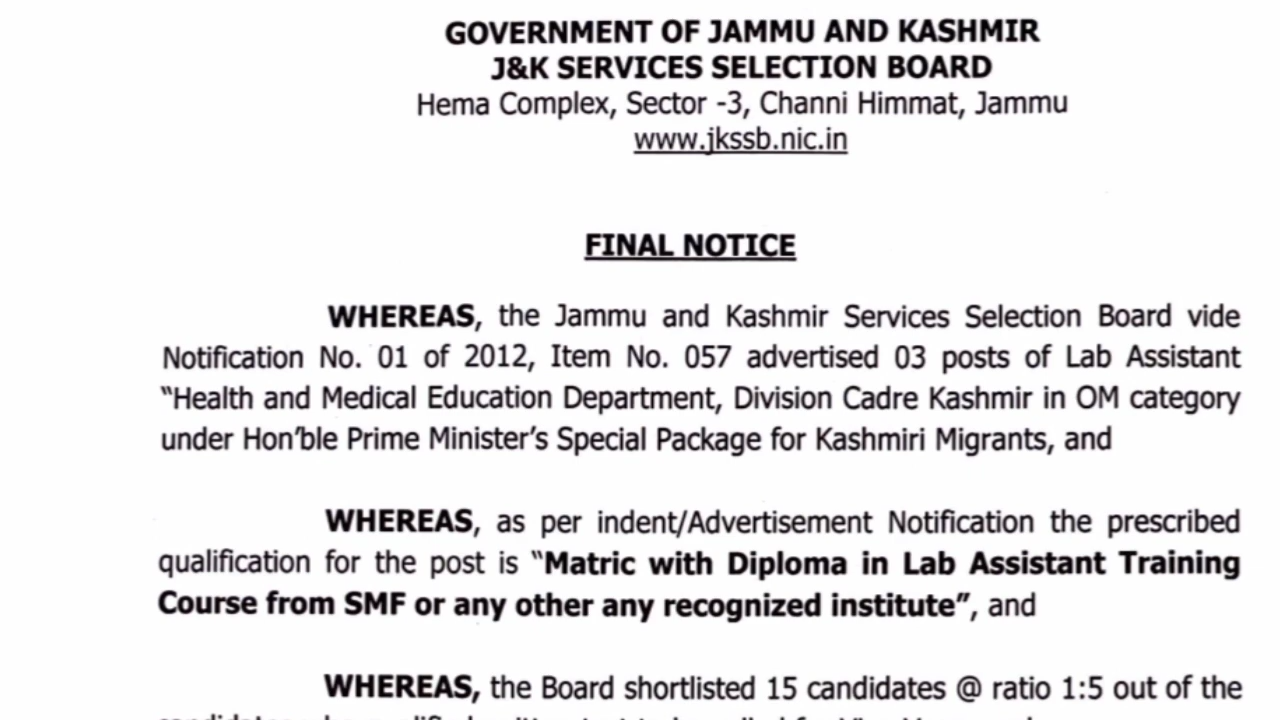 GOVERNMENT OF JAMMU AND KASHMIR
J&K SERVICES SELECTION BOARD
Hema Complex, Sector -3, Channi Himmat, Jammu
www.jkssb.nic.in
FINAL NOTICE
WHEREAS, the Jammu and Kashmir Services Selection Board vide
Notification No. 01 of 2012, Item No. 057 advertised 03 posts of Lab Assistant
“Health and Medical Education Department, Division Cadre Kashmir in OM category
under Hon’ble Prime Minister’s Special Package for Kashmiri Migrants, and
WHEREAS, as per indent/Advertisement Notification the prescribed
qualification for the post is “Matric with Diploma in Lab Assistant Training
Course from SMF or any other any recognized institute”, and
WHEREAS, the Board shortlisted 15 candidates @ ratio 1:5 out of the